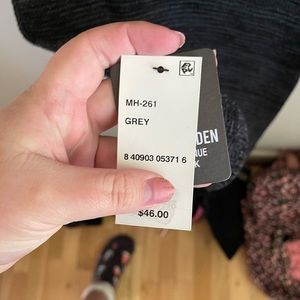 MH-261
GREY
8 40903 05371 6
$46.00
DEN
QUE
K